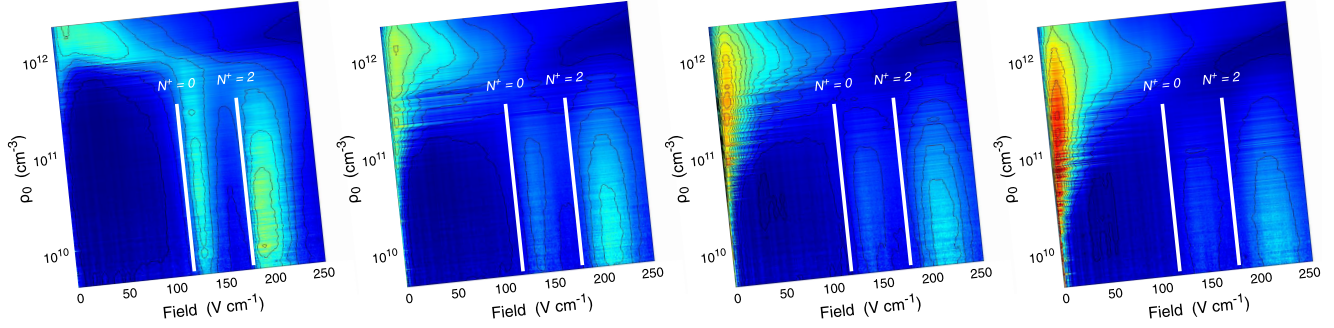 10¹²
10¹¹
10¹⁰
ρ₀ (cm⁻³)
N⁺ = 0
N⁺ = 2
0
50
100
150
200
250
Field (V cm⁻¹)
10¹²
10¹¹
10¹⁰
ρ₀ (cm⁻³)
N⁺ = 0
N⁺ = 2
0
50
100
150
200
250
Field (V cm⁻¹)
10¹²
10¹¹
10¹⁰
ρ₀ (cm⁻³)
N⁺ = 0
N⁺ = 2
0
50
100
150
200
250
Field (V cm⁻¹)
10¹²
10¹¹
10¹⁰
ρ₀ (cm⁻³)
N⁺ = 0
N⁺ = 2
0
50
100
150
200
250
Field (V cm⁻¹)